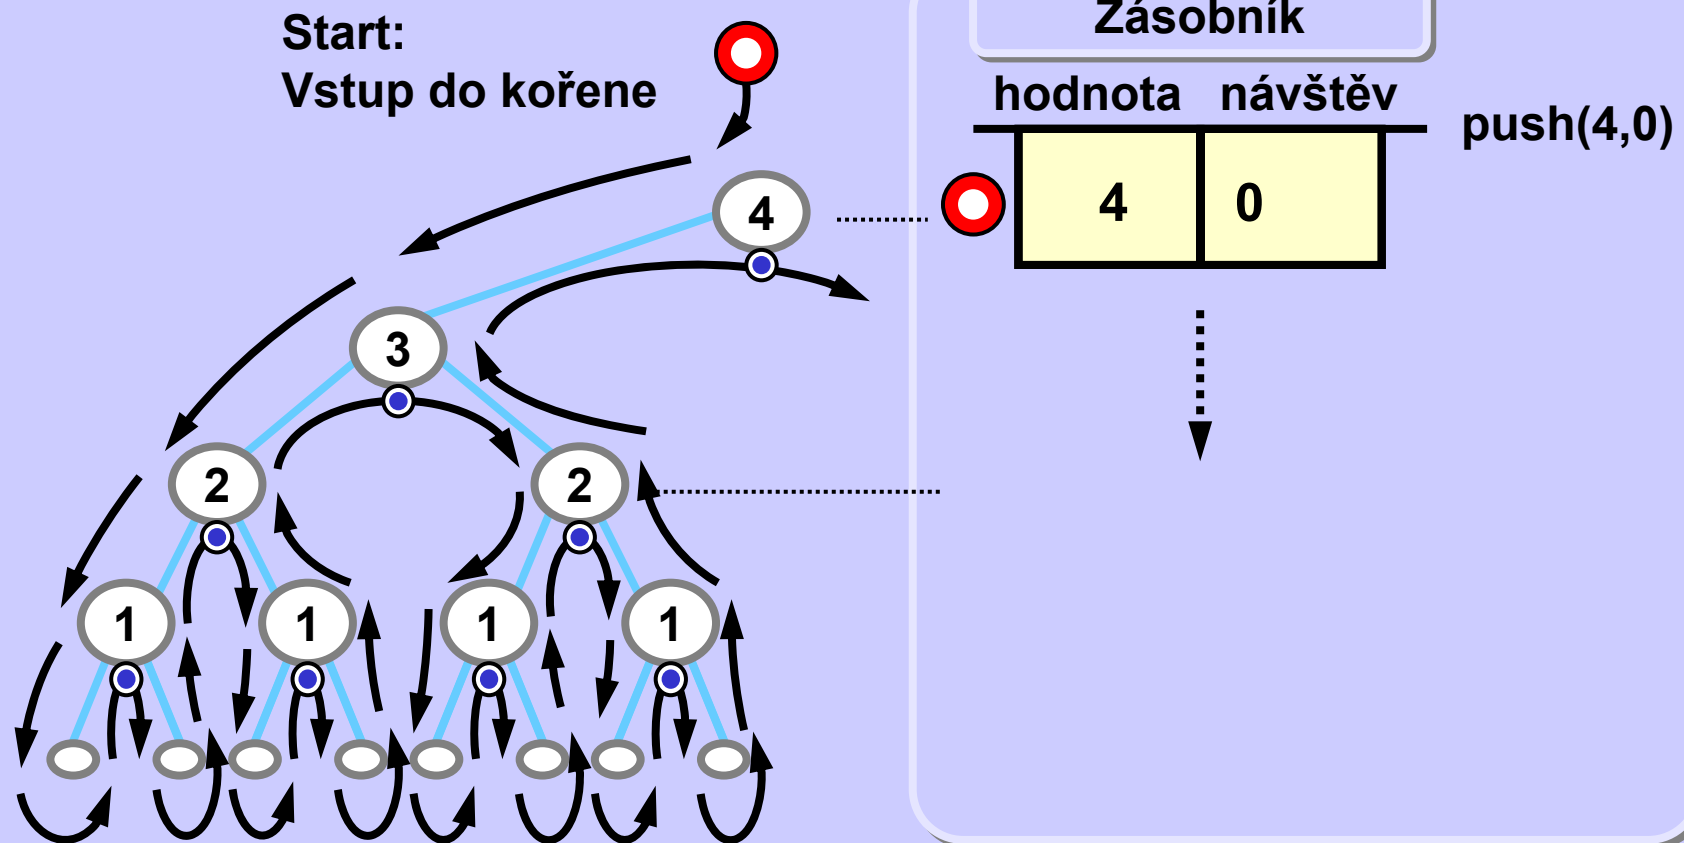 Start:
Vstup do kořene
Zásobník
hodnota návštěv
push(4,0)
4 0
4
3
2 2
1 1 1 1